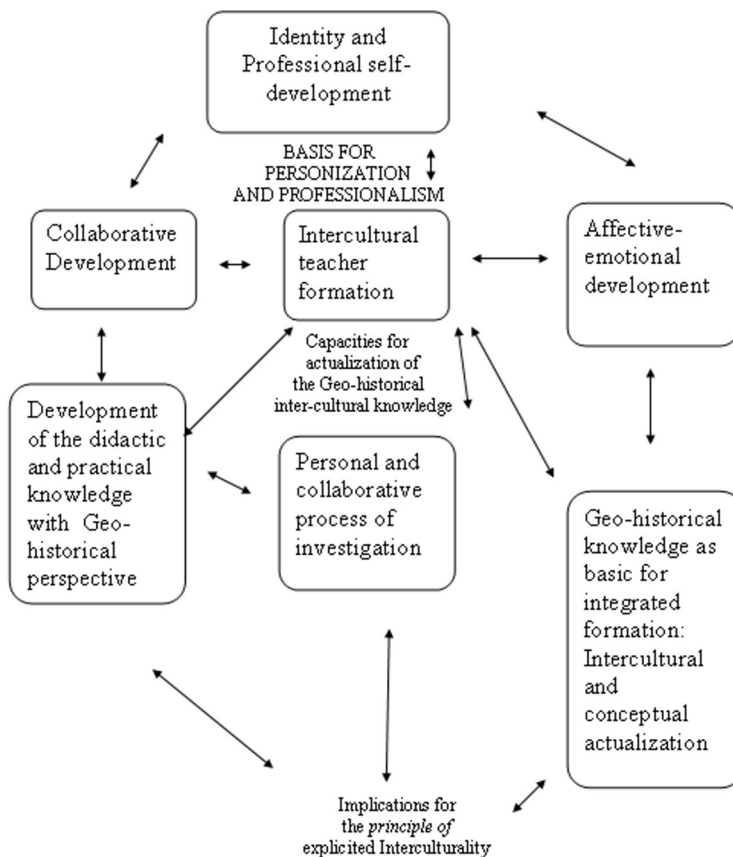 Identity and
Professional self-
development
BASIS FOR
PERSONIZATION
AND PROFESSIONALISM
Collaborative
Development
Intercultural
teacher
formation
Affective-
emotional
development
Capacities for
actualization of
the Geo-historical
inter-cultural knowledge
Development
of the didactic
and practical
knowledge
with Geo-
historical
perspective
Personal and
collaborative
process of
investigation
Geo-historical
knowledge as
basic for
integrated
formation:
Intercultural
and
conceptual
actualization
Implications for
the principle of
explicited Interculturality